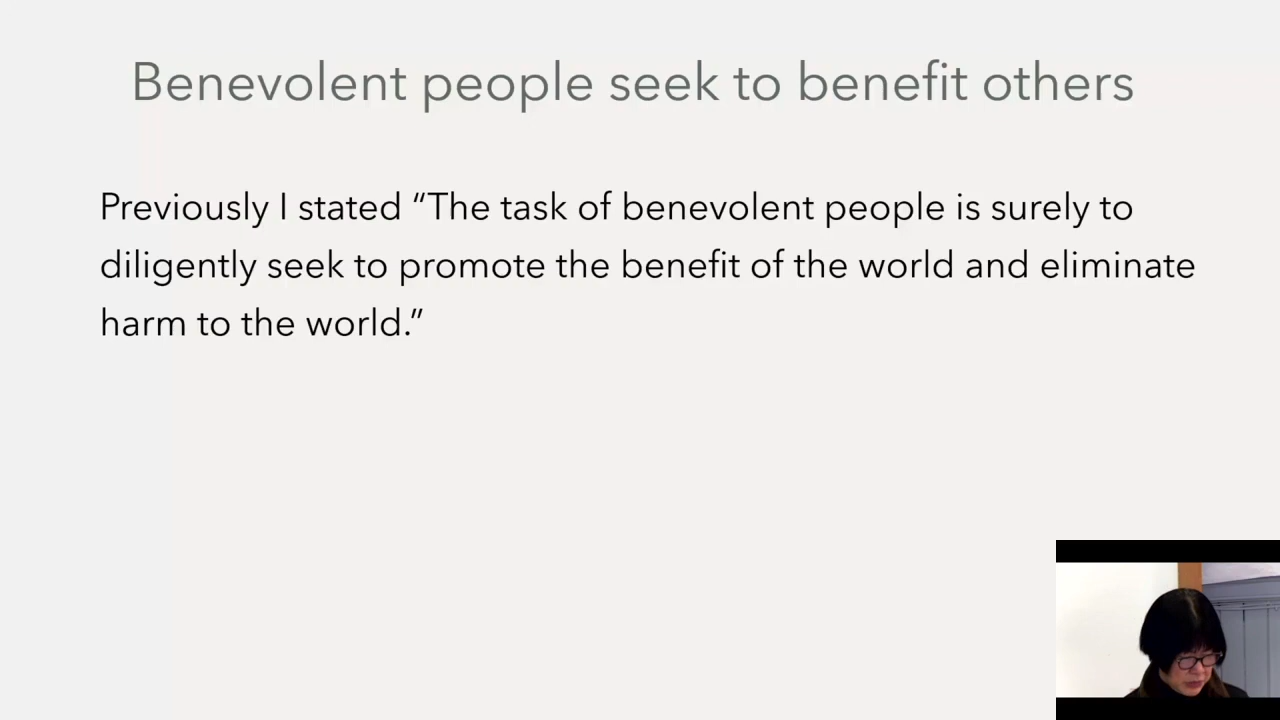 Benevolent people seek to benefit others
Previously I stated “The task of benevolent people is surely to
diligently seek to promote the benefit of the world and eliminate
harm to the world.”